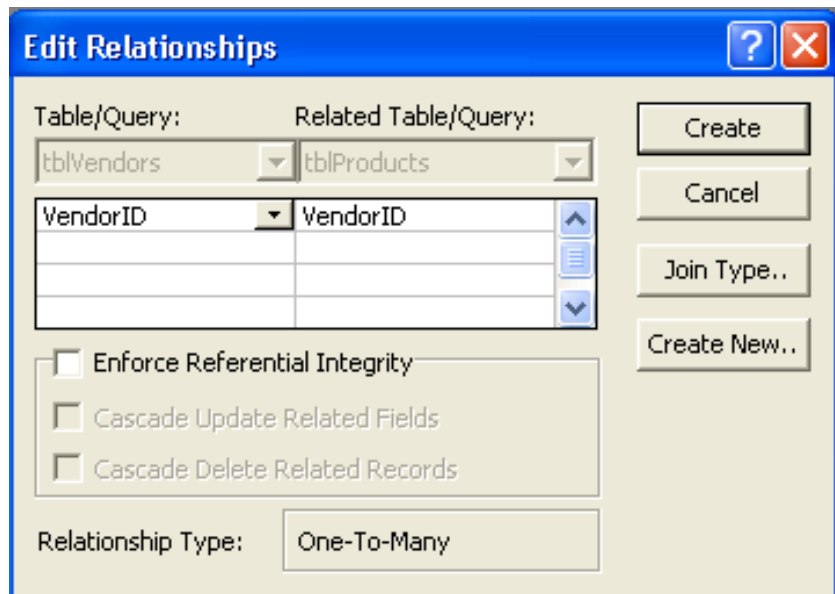 Edit Relationships
?
Table/Query: Related Table/Query:
tblVendors tblProducts
VendorID VendorID
Create
Cancel
Join Type..
Create New..
Enforce Referential Integrity
Cascade Update Related Fields
Cascade Delete Related Records
Relationship Type: One-To-Many